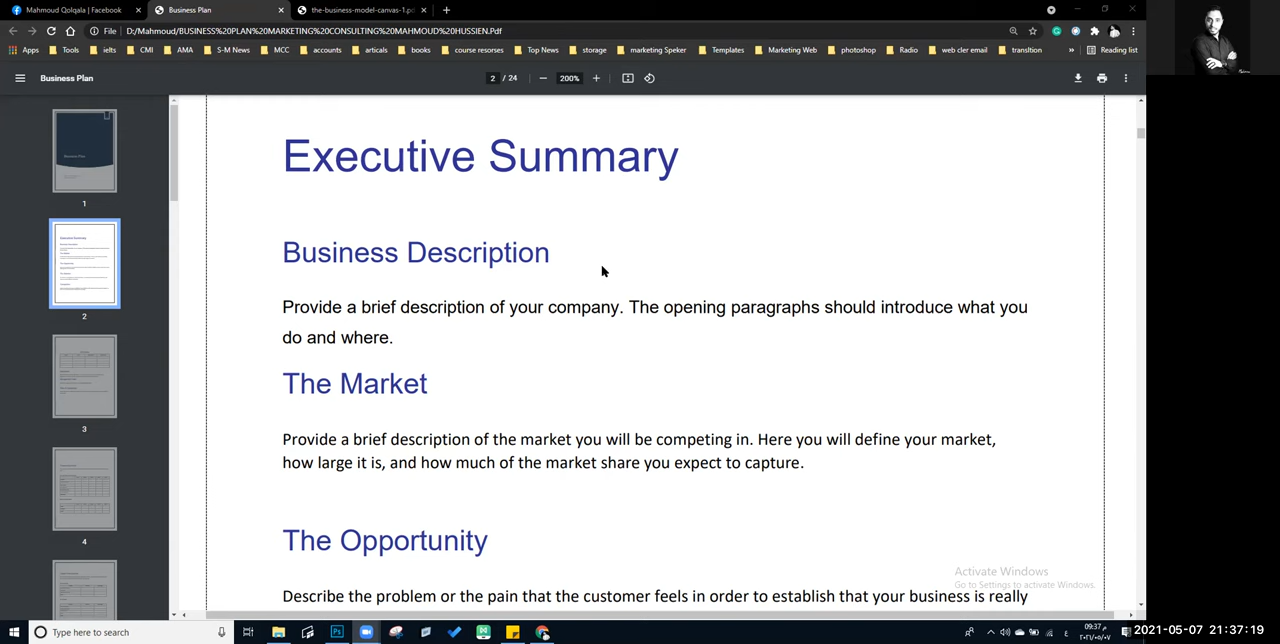 Mahmoud Qolqala | Facebook
Business Plan
the-business-model-canvas-1.pd
File
D:/Mahmoud/BUSINESS%20PLAN%20MARKETING%20CONSULTING%20MAHMOUD%20HUSSIEN.Pdf
Apps Tools ielts CMI AMA S-M News MCC accounts articals books course resorses Top News storage marketing Speker Templates Marketing Web photoshop Radio web cler email transltion » Reading list
Business Plan
2 / 24
200%
Executive Summary
Business Description
Provide a brief description of your company. The opening paragraphs should introduce what you
do and where.
The Market
Provide a brief description of the market you will be competing in. Here you will define your market,
how large it is, and how much of the market share you expect to capture.
The Opportunity
Describe the problem or the pain that the customer feels in order to establish that your business is really
1
2
3
4
Activate Windows
Go to Settings to activate Windows.
Type here to search
09:37 م
2021-05-07 21:37:19